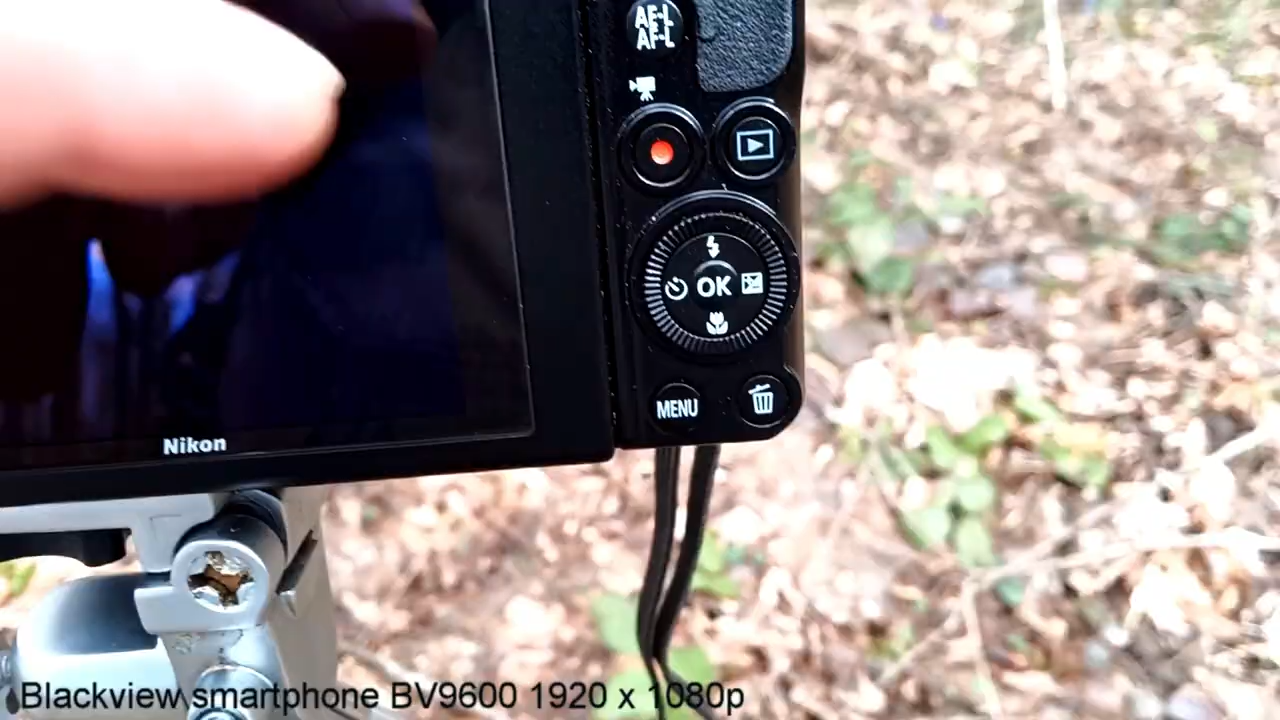 AE-L
AF-L
OK
MENU
Nikon
Blackview smartphone BV9600 1920 x 1080p